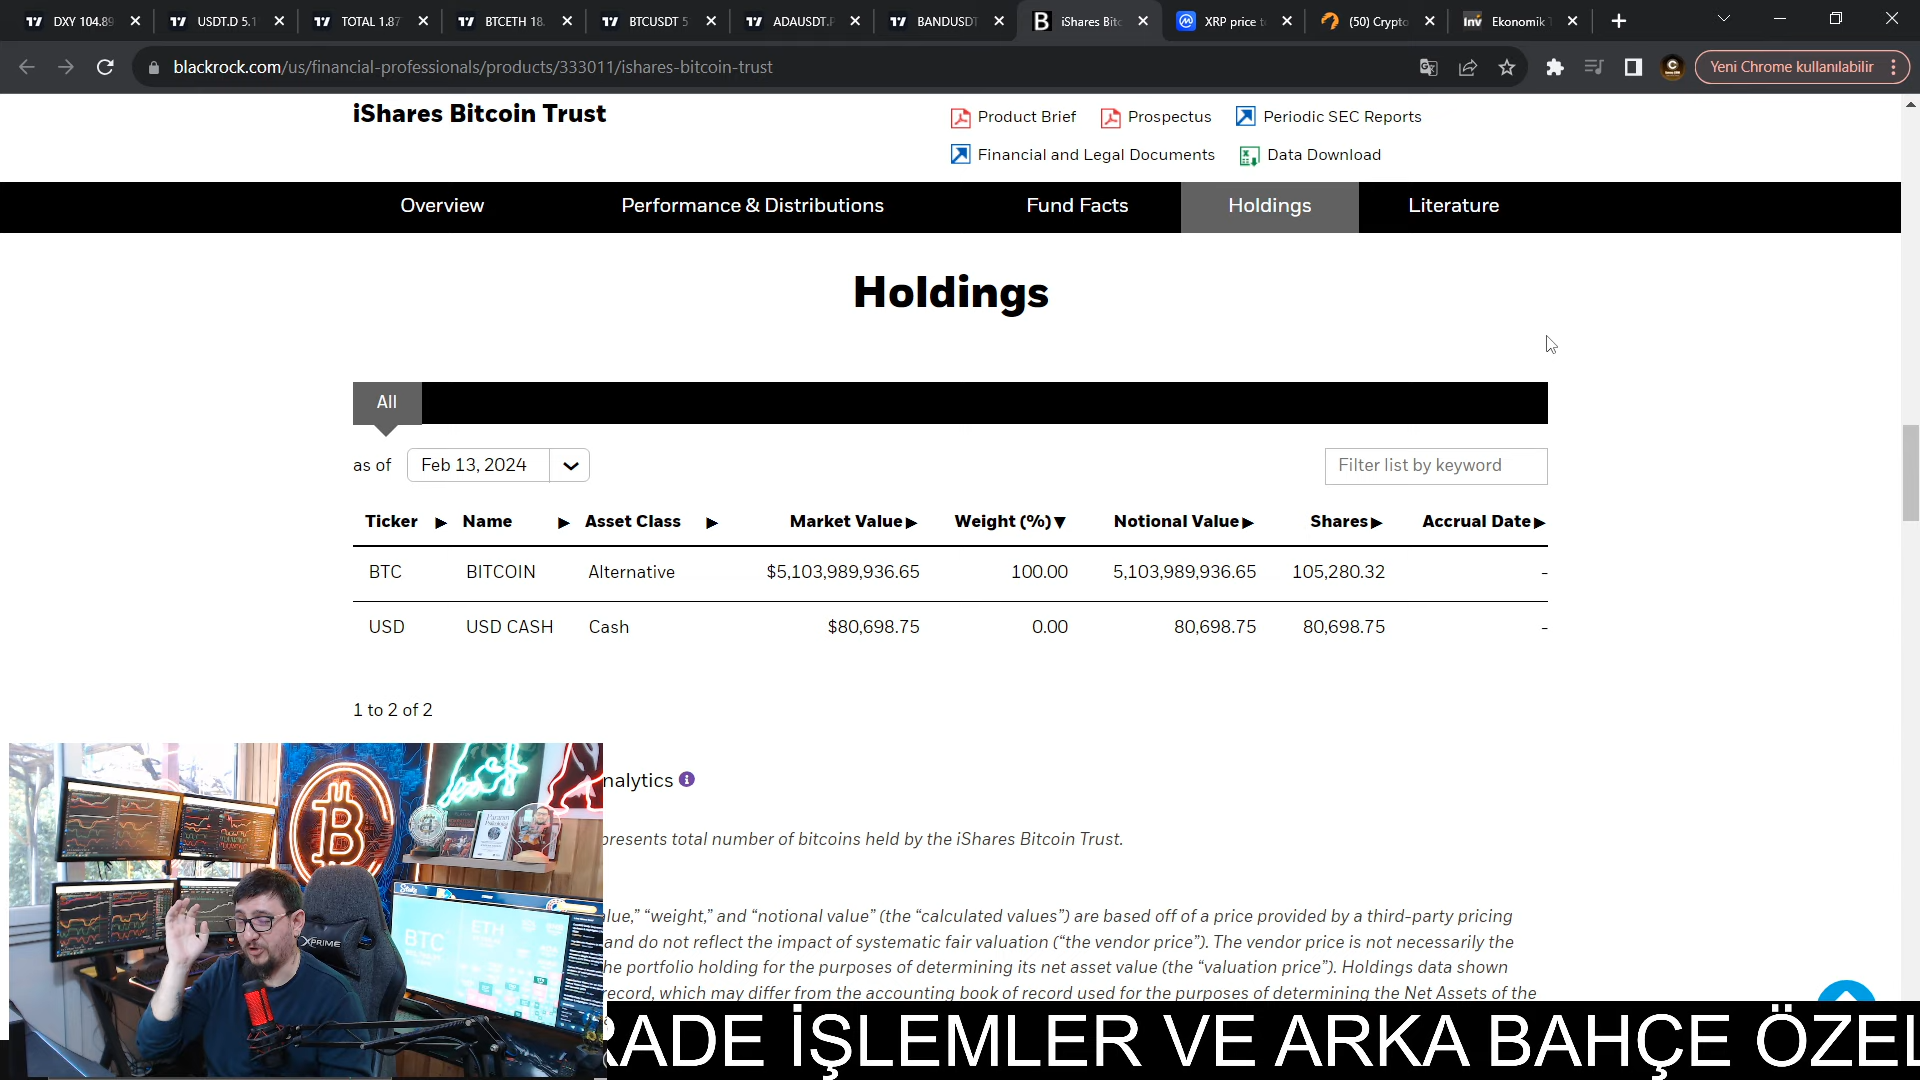 DXY 104.89
USDT.D 5.1
TOTAL 1.87
BTCETH 18.
BTCUSDT 5
ADAUSDT.P
BANDUSDT
iShares Bitc
XRP price t
(50) Crypto
Ekonomik T
blackrock.com/us/financial-professionals/products/333011/ishares-bitcoin-trust
Yeni Chrome kullanılabilir
iShares Bitcoin Trust
Product Brief
Prospectus
Periodic SEC Reports
Financial and Legal Documents
Data Download
Overview
Performance & Distributions
Fund Facts
Holdings
Literature
Holdings
All
as of
Feb 13, 2024
Filter list by keyword
Ticker Name Asset Class Market Value Weight (%) Notional Value Shares Accrual Date
BTC BITCOIN Alternative $5,103,989,936.65 100.00 5,103,989,936.65 105,280.32 -
USD USD CASH Cash $80,698.75 0.00 80,698.75 80,698.75 -
1 to 2 of 2
nalytics
presents total number of bitcoins held by the iShares Bitcoin Trust.
alue,” “weight,” and “notional value” (the “calculated values”) are based off of a price provided by a third-party pricing
and do not reflect the impact of systematic fair valuation (“the vendor price”). The vendor price is not necessarily the
he portfolio holding for the purposes of determining its net asset value (the “valuation price”). Holdings data shown
record, which may differ from the accounting book of record used for the purposes of determining the Net Assets of the
BTC
ETH
XPRIME
RADE İŞLEMLER VE ARKA BAHÇE ÖZEL